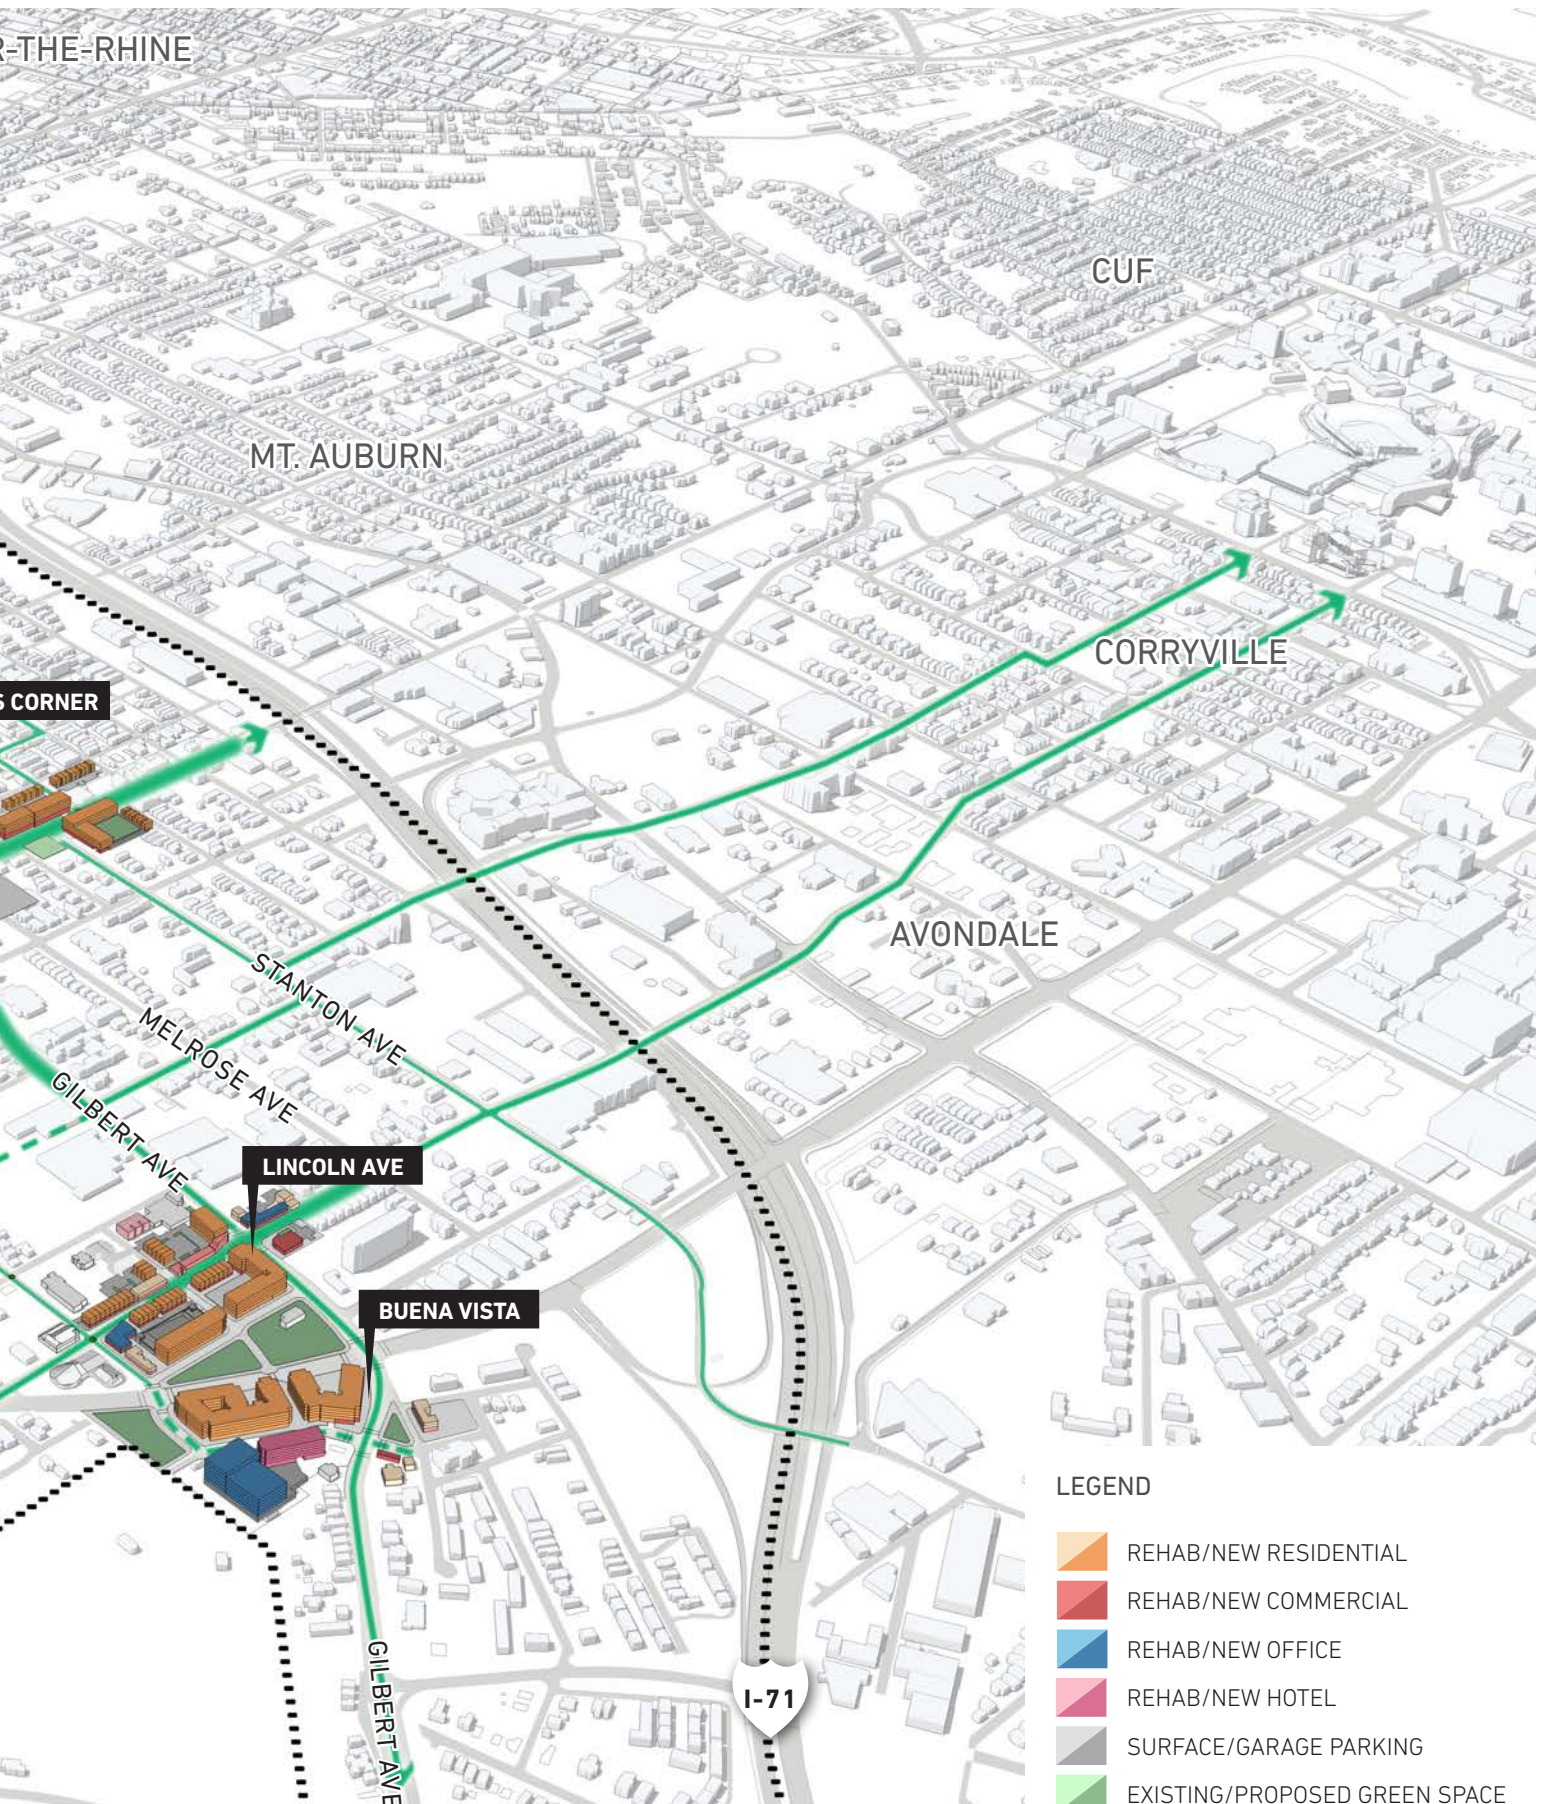 R-THE-RHINE
CUF
MT. AUBURN
CORRYVILLE
S CORNER
AVONDALE
STANTON AVE
MELROSE AVE
GILBERT AVE
LINCOLN AVE
BUENA VISTA
GILBERT AVE
I-71
LEGEND
REHAB/NEW RESIDENTIAL
REHAB/NEW COMMERCIAL
REHAB/NEW OFFICE
REHAB/NEW HOTEL
SURFACE/GARAGE PARKING
EXISTING/PROPOSED GREEN SPACE